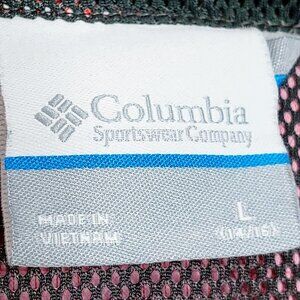 Columbia
Sportswear Company
L
MADE IN
VIETNAM
(14/16)